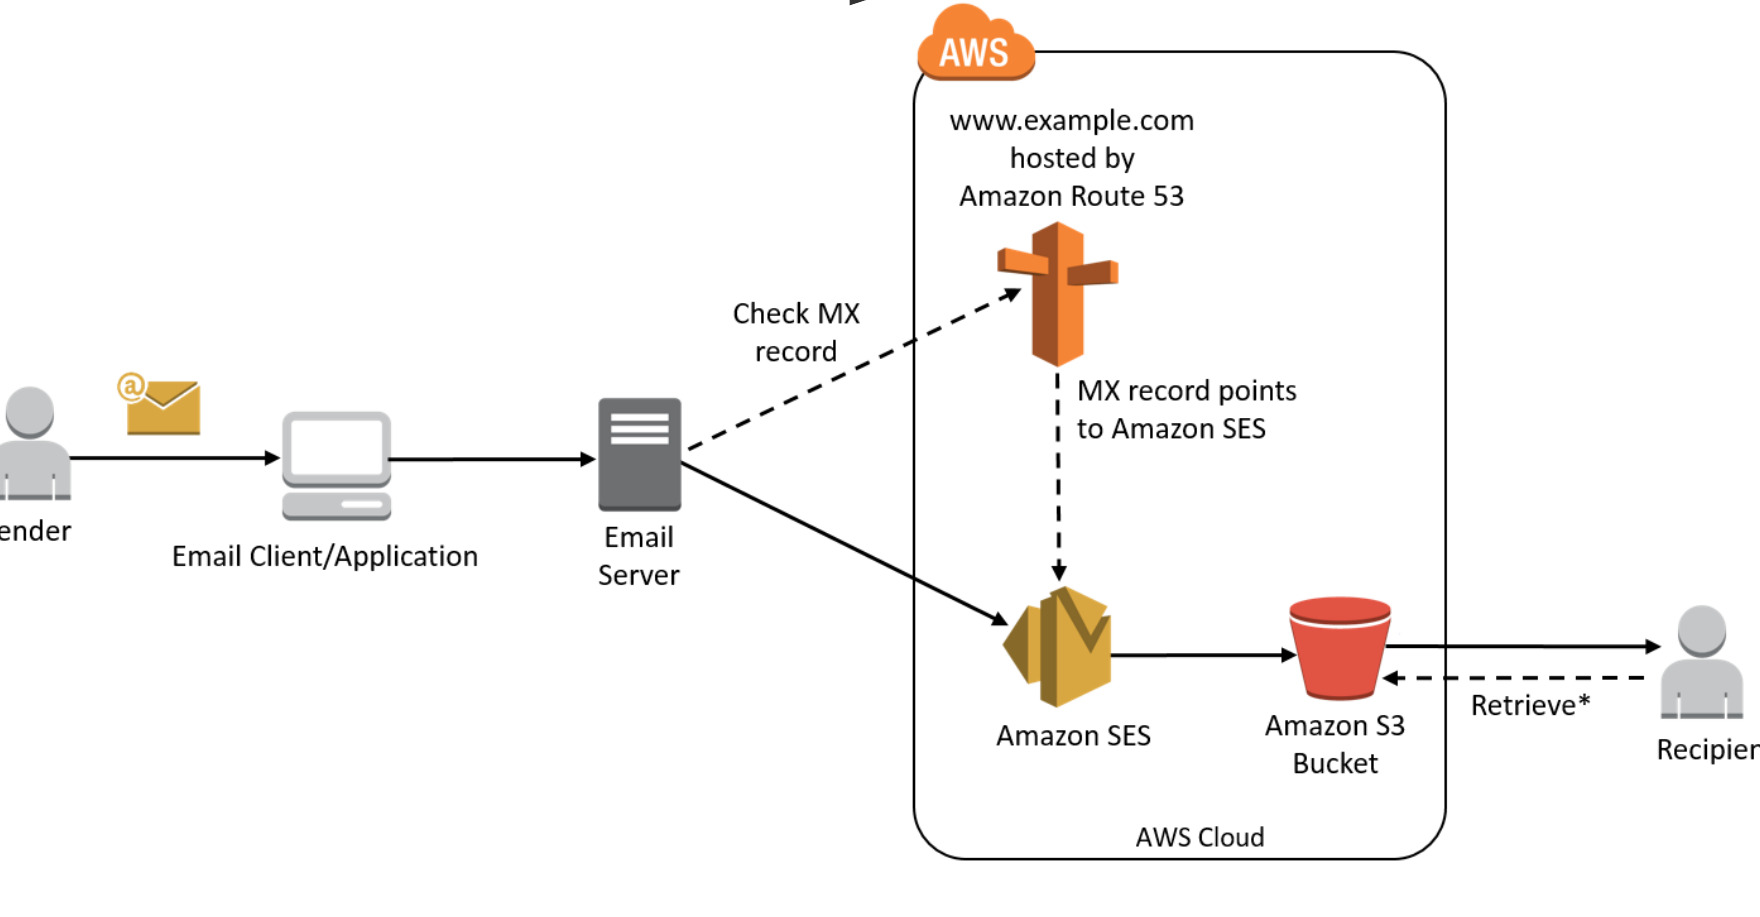 AWS
www.example.com
hosted by
Amazon Route 53
Check MX
record
MX record points
to Amazon SES
@
ender
Email Client/Application
Email
Server
Amazon SES
Amazon S3
Bucket
Retrieve*
Recipien
AWS Cloud